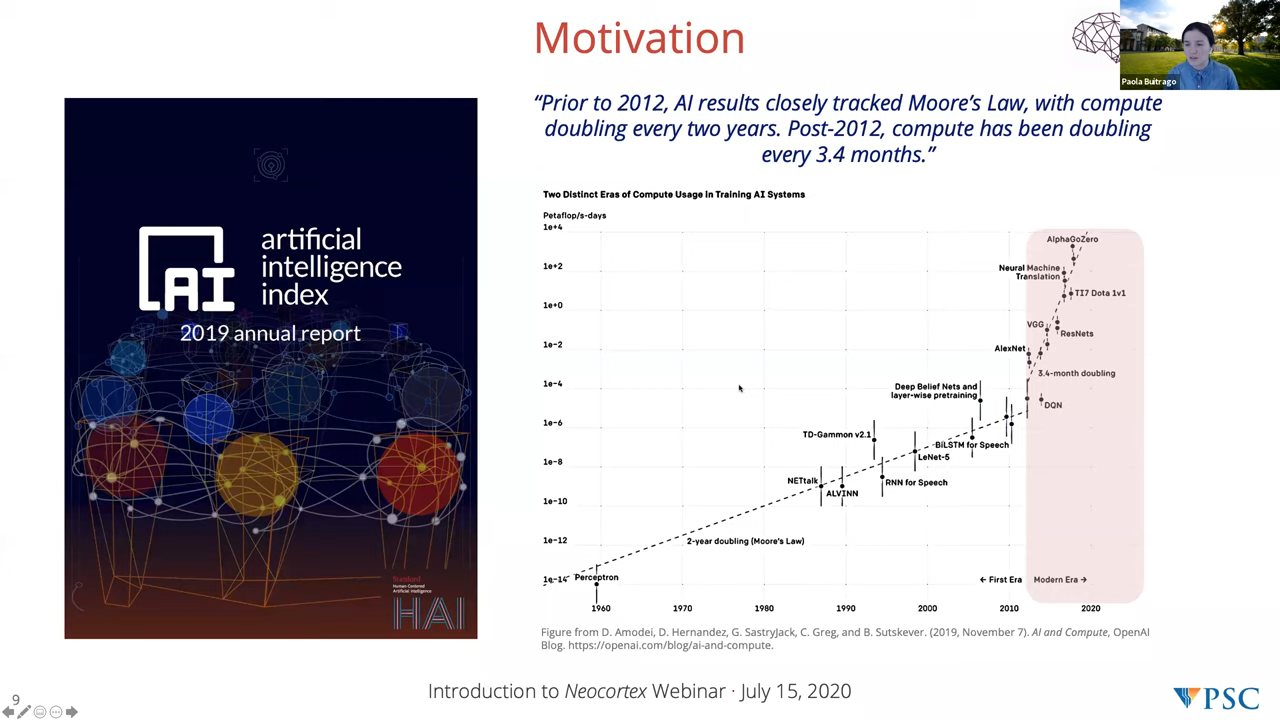 Motivation
Paola Buitrago
“Prior to 2012, AI results closely tracked Moore’s Law, with compute
doubling every two years. Post-2012, compute has been doubling
every 3.4 months.”
AI
artificial
intelligence
index
2019 annual report
Stanford
Human-Centered
Artificial Intelligence
HAI
Two Distinct Eras of Compute Usage in Training AI Systems
Petaflop/s-days
1e+4
1e+2
1e+0
1e-2
1e-4
1e-6
1e-8
1e-10
1e-12
1e-14
AlphaGoZero
Neural Machine
Translation
TI7 Dota 1v1
VGG
ResNets
AlexNet
3.4-month doubling
Deep Belief Nets and
layer-wise pretraining
DQN
TD-Gammon v2.1
BiLSTM for Speech
LeNet-5
NETtalk
RNN for Speech
ALVINN
2-year doubling (Moore’s Law)
Perceptron
← First Era
Modern Era →
1960
1970
1980
1990
2000
2010
2020
Figure from D. Amodei, D. Hernandez, G. SastryJack, C. Greg, and B. Sutskever. (2019, November 7). AI and Compute, OpenAI
Blog. https://openai.com/blog/ai-and-compute.
9
Introduction to Neocortex Webinar · July 15, 2020
PSC